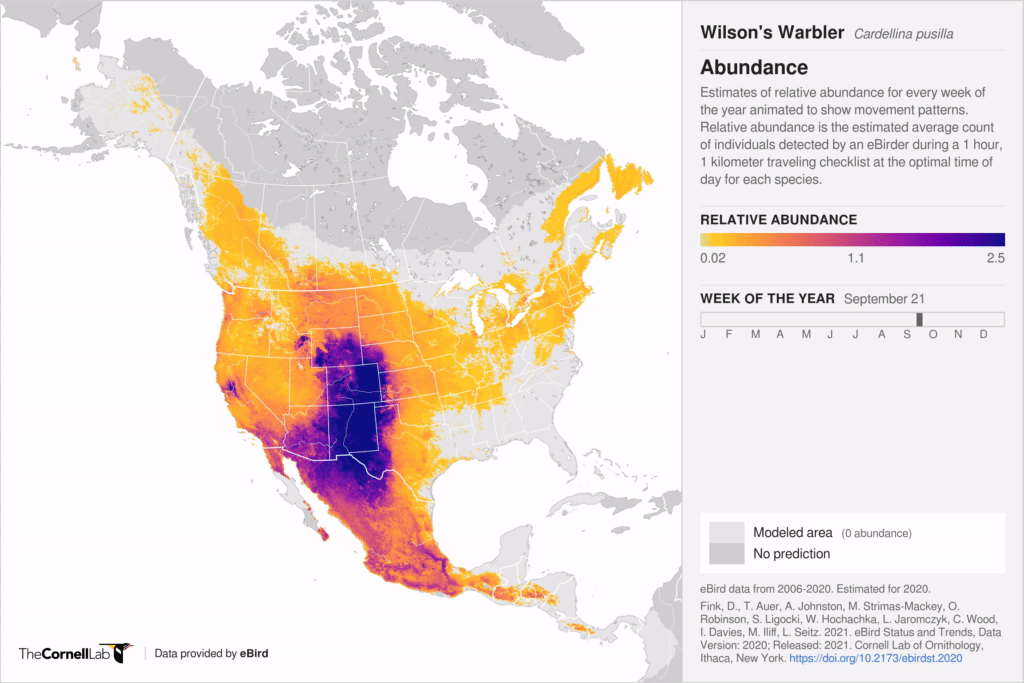 Wilson's Warbler Cardellina pusilla
Abundance
Estimates of relative abundance for every week of
the year animated to show movement patterns.
Relative abundance is the estimated average count
of individuals detected by an eBirder during a 1 hour,
1 kilometer traveling checklist at the optimal time of
day for each species.
RELATIVE ABUNDANCE
0.02 1.1 2.5
WEEK OF THE YEAR September 21
J F M A M J J A S O N D
Modeled area (0 abundance)
No prediction
eBird data from 2006-2020. Estimated for 2020.
Fink, D., T. Auer, A. Johnston, M. Strimas-Mackey, O.
Robinson, S. Ligocki, W. Hochachka, L. Jaromczyk, C. Wood,
I. Davies, M. Iliff, L. Seitz. 2021. eBird Status and Trends, Data
Version: 2020; Released: 2021. Cornell Lab of Ornithology,
Ithaca, New York. https://doi.org/10.2173/ebirdst.2020
TheCornellLab Data provided by eBird